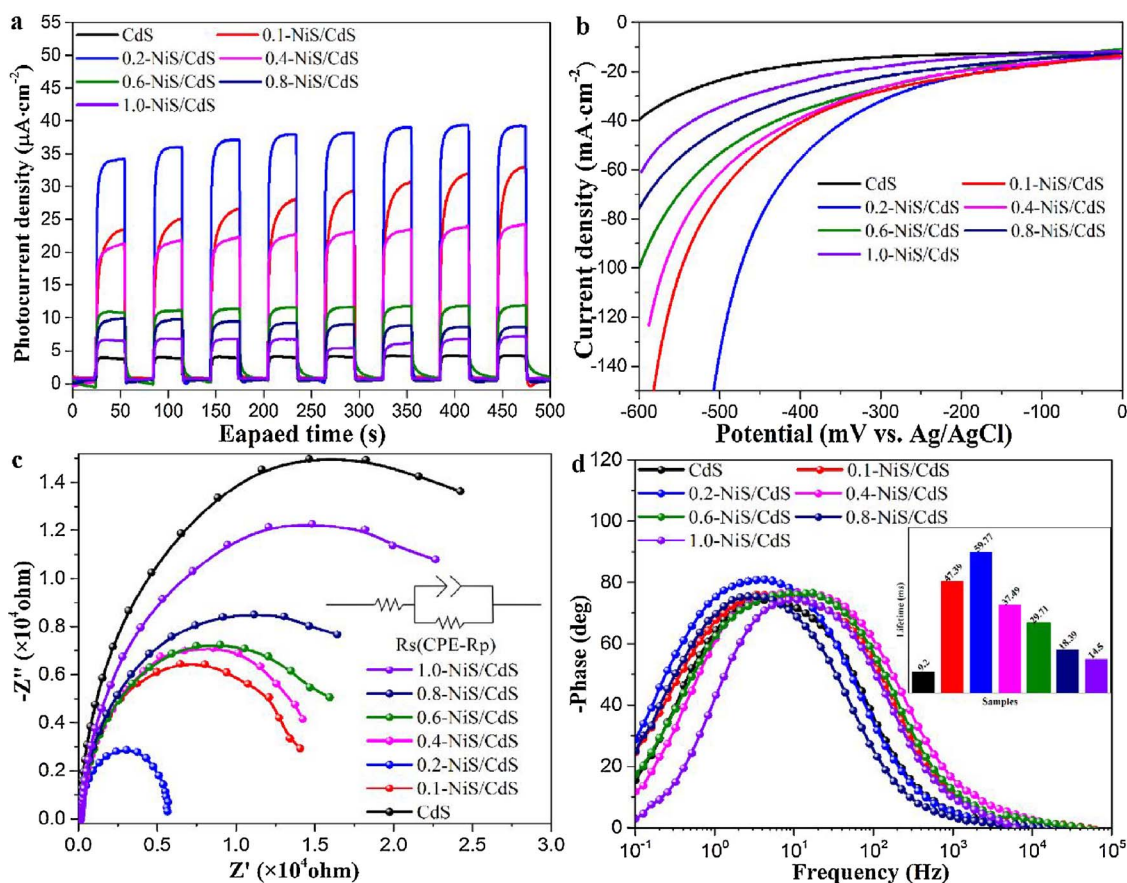 a
55
50
45
40
35
30
25
20
15
10
5
0
Photocurrent density (μA·cm⁻²)
CdS 0.1-NiS/CdS
0.2-NiS/CdS 0.4-NiS/CdS
0.6-NiS/CdS 0.8-NiS/CdS
1.0-NiS/CdS
0 50 100 150 200 250 300 350 400 450 500
Eapaed time (s)
b
0
-20
-40
-60
-80
-100
-120
-140
Current density (mA·cm⁻²)
CdS 0.1-NiS/CdS
0.2-NiS/CdS 0.4-NiS/CdS
0.6-NiS/CdS 0.8-NiS/CdS
1.0-NiS/CdS
-600 -500 -400 -300 -200 -100 0
Potential (mV vs. Ag/AgCl)
c
1.4
1.2
1.0
0.8
0.6
0.4
0.2
0.0
-Z'' (×10⁴ohm)
Rs(CPE-Rp)
1.0-NiS/CdS
0.8-NiS/CdS
0.6-NiS/CdS
0.4-NiS/CdS
0.2-NiS/CdS
0.1-NiS/CdS
CdS
0.0 0.5 1.0 1.5 2.0 2.5 3.0
Z' (×10⁴ohm)
d
120
100
80
60
40
20
0
-Phase (deg)
CdS 0.1-NiS/CdS
0.2-NiS/CdS 0.4-NiS/CdS
0.6-NiS/CdS 0.8-NiS/CdS
1.0-NiS/CdS
Lifetime (ms)
9.2 47.39 59.77 37.49 29.71 18.39 14.5
Samples
10⁻¹ 10⁰ 10¹ 10² 10³ 10⁴ 10⁵
Frequency (Hz)